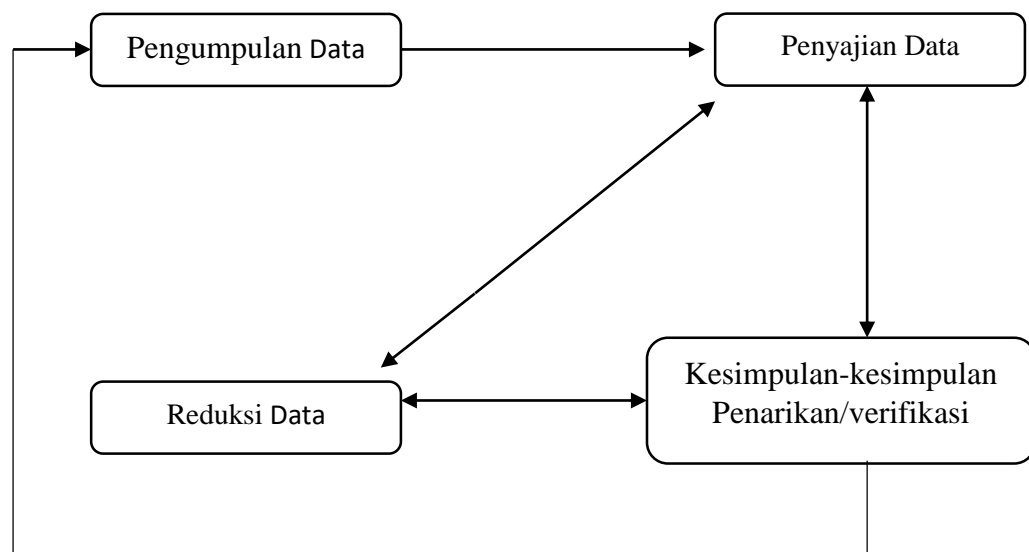 Pengumpulan Data
Penyajian Data
Reduksi Data
Kesimpulan-kesimpulan
Penarikan/verifikasi